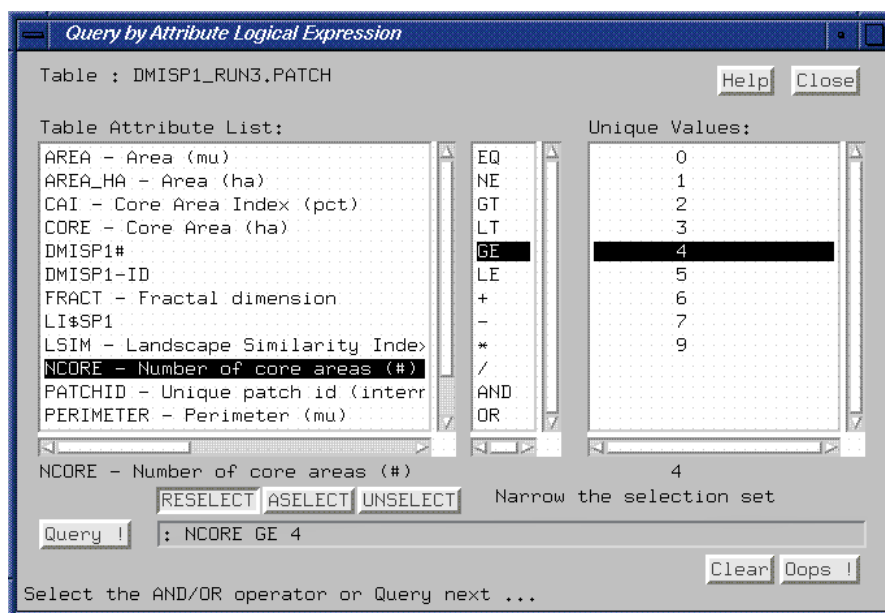 Query by Attribute Logical Expression
Table : DMISP1_RUN3.PATCH
Help Close
Table Attribute List:
Unique Values:
AREA - Area (mu)
AREA_HA - Area (ha)
CAI - Core Area Index (pct)
CORE - Core Area (ha)
DMISP1#
DMISP1-ID
FRACT - Fractal dimension
LI$SP1
LSIM - Landscape Similarity Index
NCORE - Number of core areas (#)
PATCHID - Unique patch id (interr
PERIMETER - Perimeter (mu)
EQ
NE
GT
LT
GE
LE
+
-
*
/
AND
OR
0
1
2
3
4
5
6
7
9
NCORE - Number of core areas (#) 4
RESELECT ASELECT UNSELECT Narrow the selection set
Query ! : NCORE GE 4
Clear Oops !
Select the AND/OR operator or Query next ...